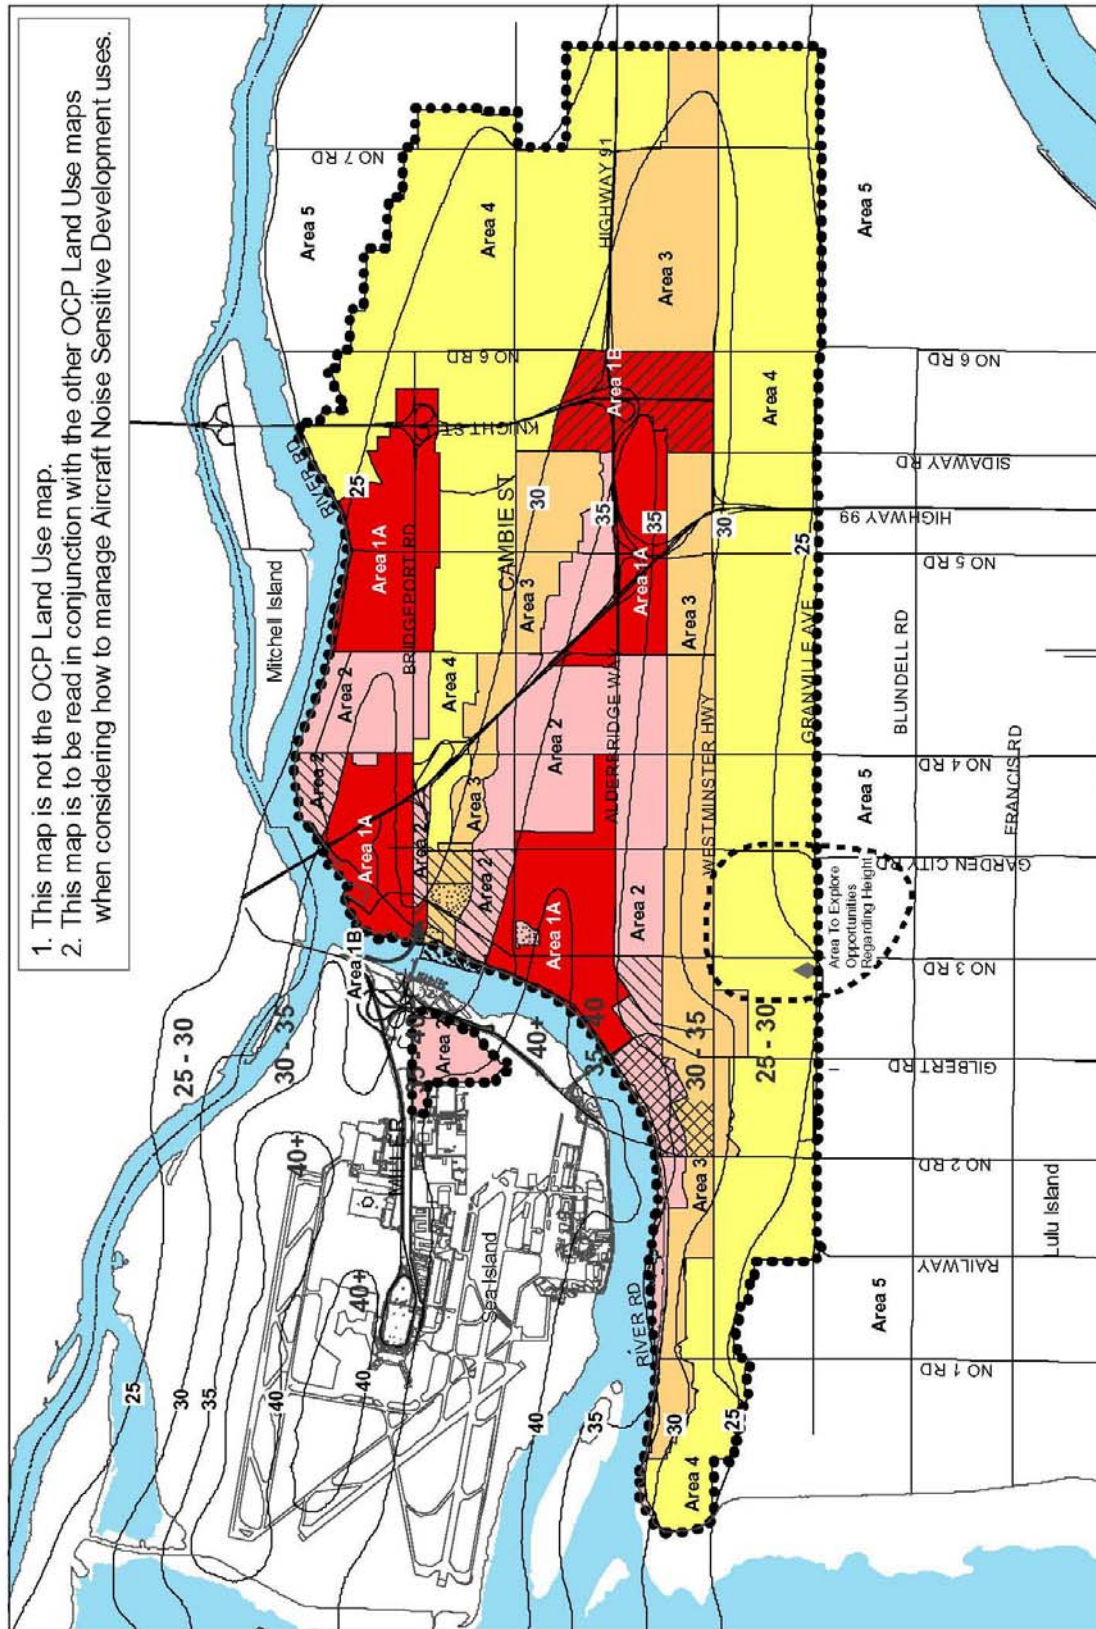 1. This map is not the OCP Land Use map.
2. This map is to be read in conjunction with the other OCP Land Use maps
when considering how to manage Aircraft Noise Sensitive Development uses.
NO 7 RD
Area 5
Area 4
HIGHWAY 91
Area 3
Area 5
NO 6 RD
Area 1B
KNIGHT ST
Area 4
NO 6 RD
RIVER RD
25
SIDAWAY RD
CAMBIE ST
30
35
35
30
25
HIGHWAY 99
Mitchell Island
Area 1A
BRIDGEPORT RD
Area 3
Area 1A
Area 3
NO 5 RD
Area 2
Area 4
ALDERBRIDGE WAY
WESTMINSTER HWY
GRANVILLE AVE
BLUNDELL RD
Area 2
Area 3
Area 2
NO 4 RD
FRANCIS RD
Area 5
Area 1A
Area 2
Area 2
GARDEN CITY RD
Area 1A
Area 2
Area To Explore
Opportunities
Regarding Height
NO 3 RD
Area 1B
25 - 30
30 - 35
35 - 40
Area 2
40+
35 - 40
30 - 35
25 - 30
GILBERT RD
40+
MILLER
Area 3
NO 2 RD
Lulu Island
Sea Island
40+
RIVER RD
RAILWAY
Area 5
NO 1 RD
25
30
35
40
40
40
35
30
25
Area 4